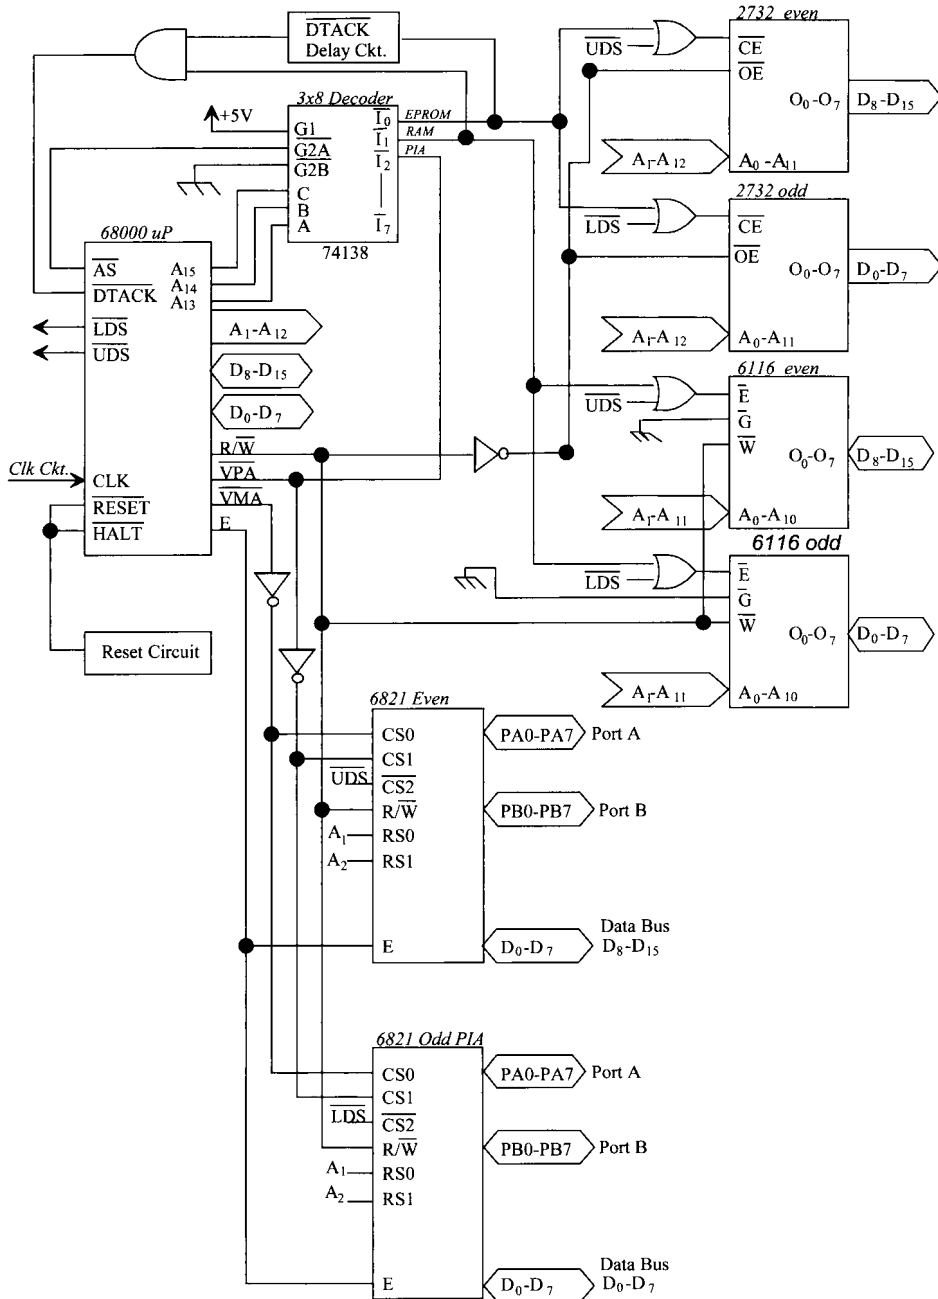 DTACK
Delay Ckt.
+5V
3x8 Decoder
G1
G2A
G2B
C
B
A
I0
I1
I2
I7
EPROM
RAM
PIA
74138
68000 uP
AS
DTACK
LDS
UDS
A15
A14
A13
A1-A12
D8-D15
D0-D7
R/W
VPA
VMA
E
Clk Ckt.
CLK
RESET
HALT
Reset Circuit
2732 even
UDS
CE
OE
O0-O7
D8-D15
A1-A12
A0-A11
2732 odd
LDS
CE
OE
O0-O7
D0-D7
A1-A12
A0-A11
6116 even
UDS
E
G
W
O0-O7
D8-D15
A1-A11
A0-A10
6116 odd
LDS
E
G
W
O0-O7
D0-D7
A1-A11
A0-A10
6821 Even
CS0
CS1
UDS
CS2
R/W
A1
RS0
A2
RS1
E
PA0-PA7
Port A
PB0-PB7
Port B
D0-D7
Data Bus
D8-D15
6821 Odd PIA
CS0
CS1
LDS
CS2
R/W
A1
RS0
A2
RS1
E
PA0-PA7
Port A
PB0-PB7
Port B
D0-D7
Data Bus
D0-D7